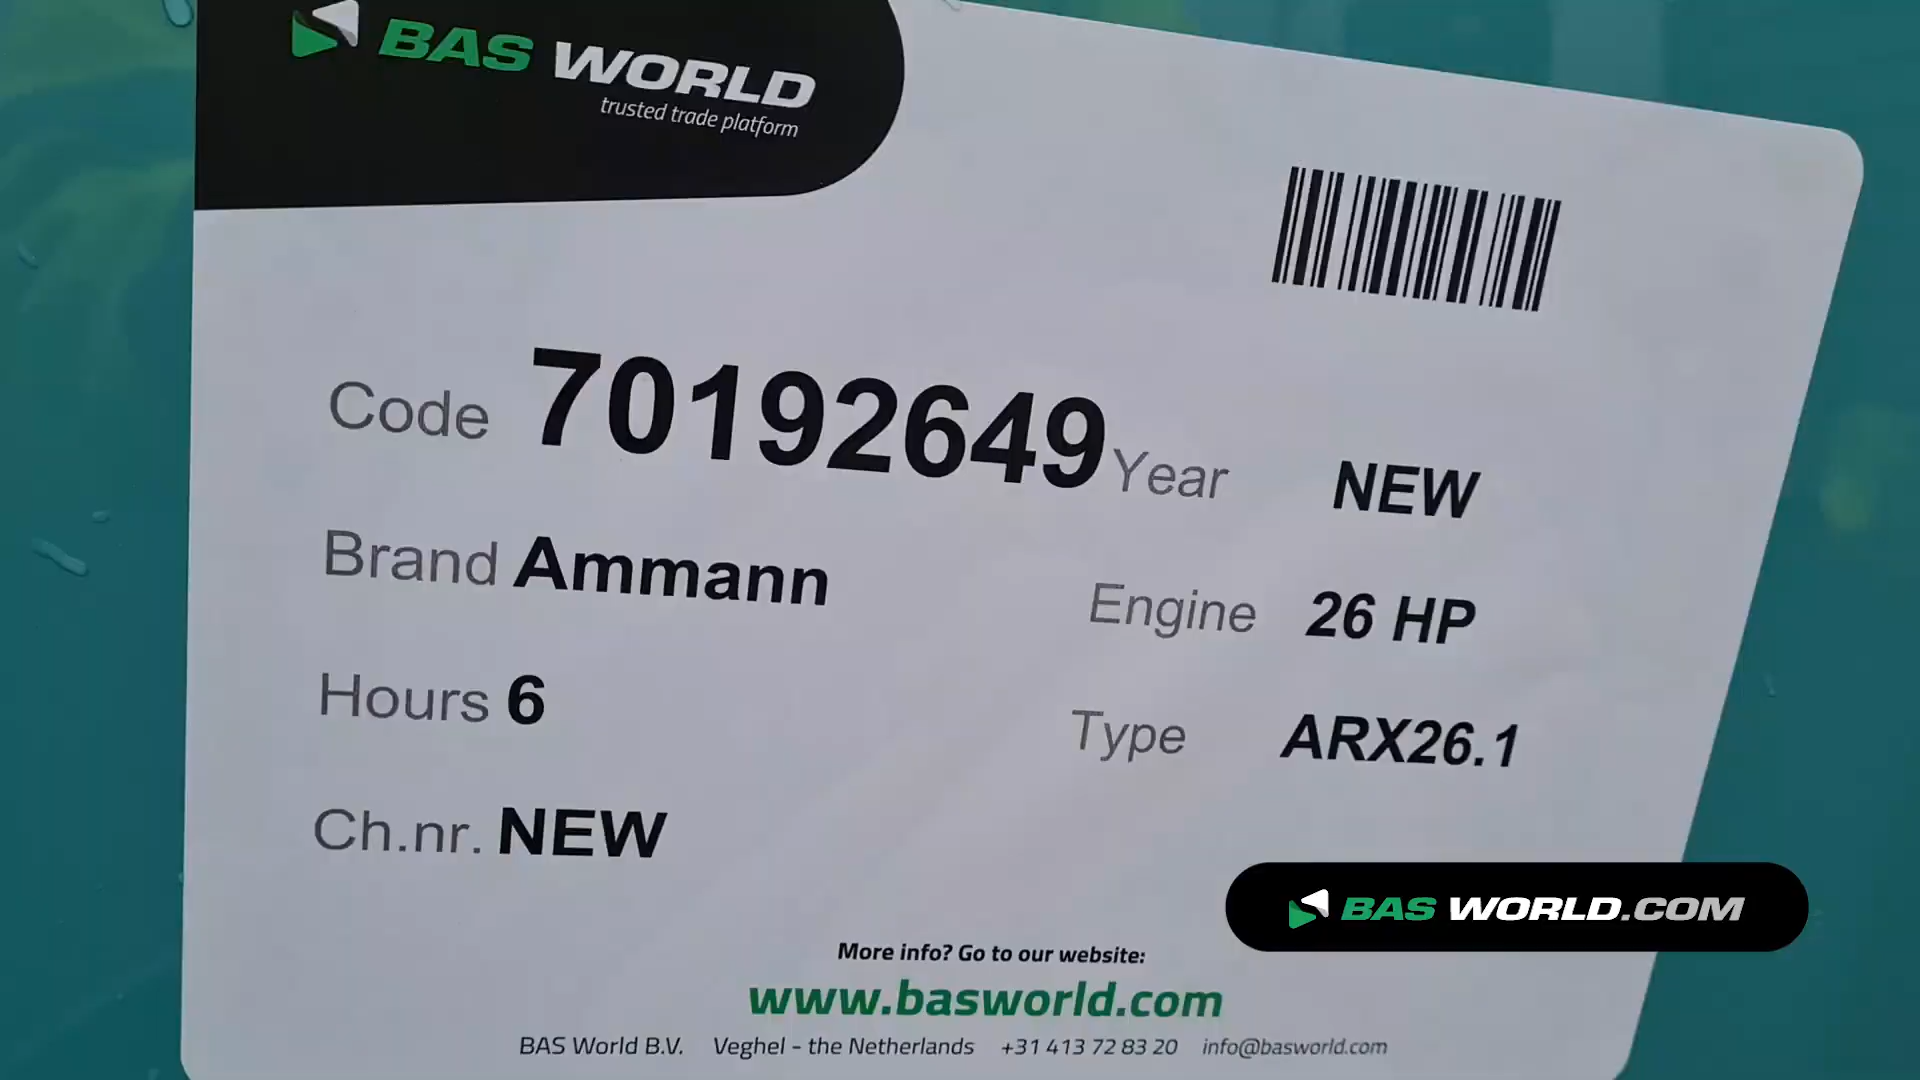 BAS WORLD
trusted trade platform
Code 70192649 Year NEW
Brand Ammann
Engine 26 HP
Hours 6
Type ARX26.1
Ch.nr. NEW
BAS WORLD.COM
More info? Go to our website:
www.basworld.com
BAS World B.V. Veghel - the Netherlands +31 413 72 83 20 info@basworld.com